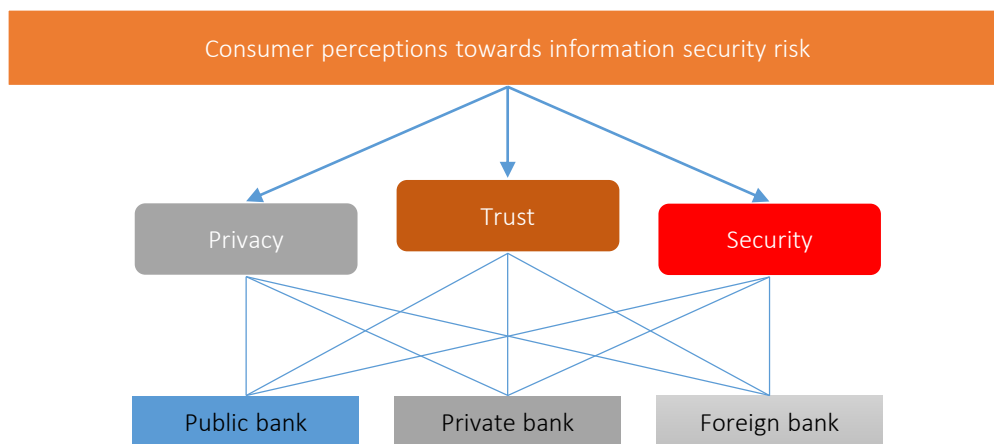 Consumer perceptions towards information security risk
Trust
Privacy
Security
Public bank
Private bank
Foreign bank